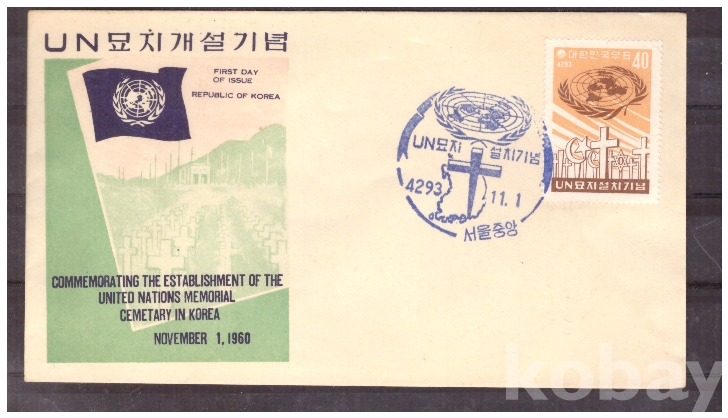 UN묘지개설기념
FIRST DAY
OF ISSUE
REPUBLIC OF KOREA
COMMEMORATING THE ESTABLISHMENT OF THE
UNITED NATIONS MEMORIAL
CEMETARY IN KOREA
NOVEMBER 1, 1960
UN묘지 설치기념
4293 11.1
서울중앙
대한민국우표
4293 40
UN묘지설치기념
kobay